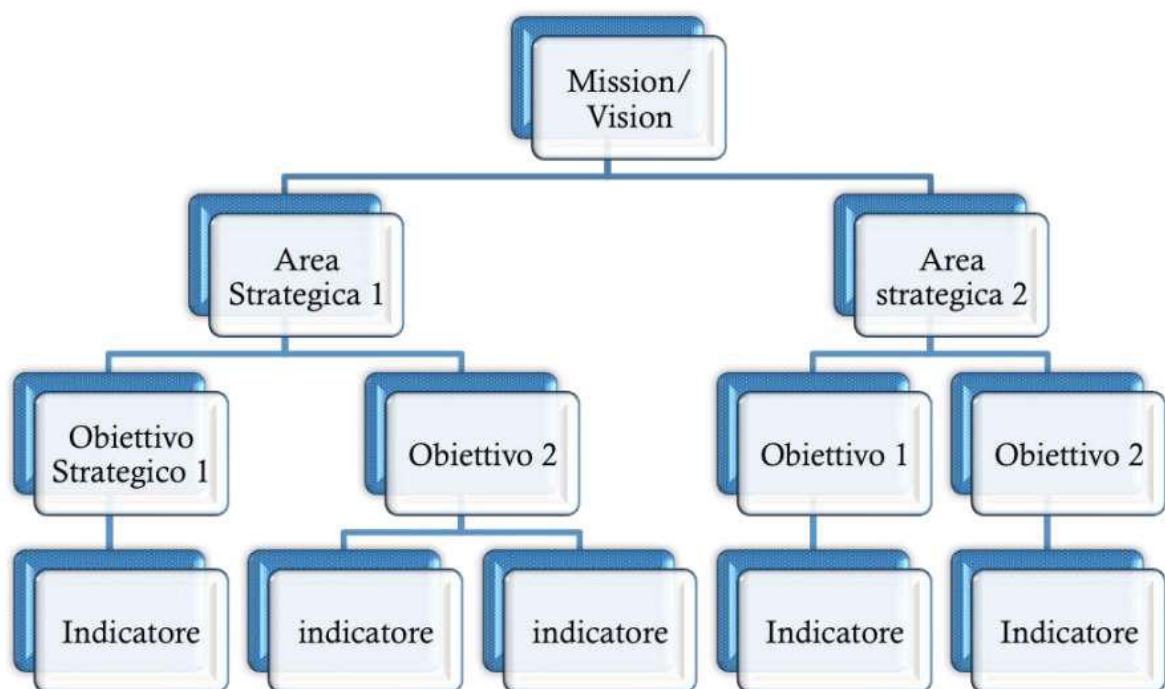 Mission/
Vision
Area
Strategica 1
Area
strategica 2
Obiettivo
Strategico 1
Obiettivo 2
Obiettivo 1
Obiettivo 2
Indicatore
indicatore
indicatore
Indicatore
Indicatore